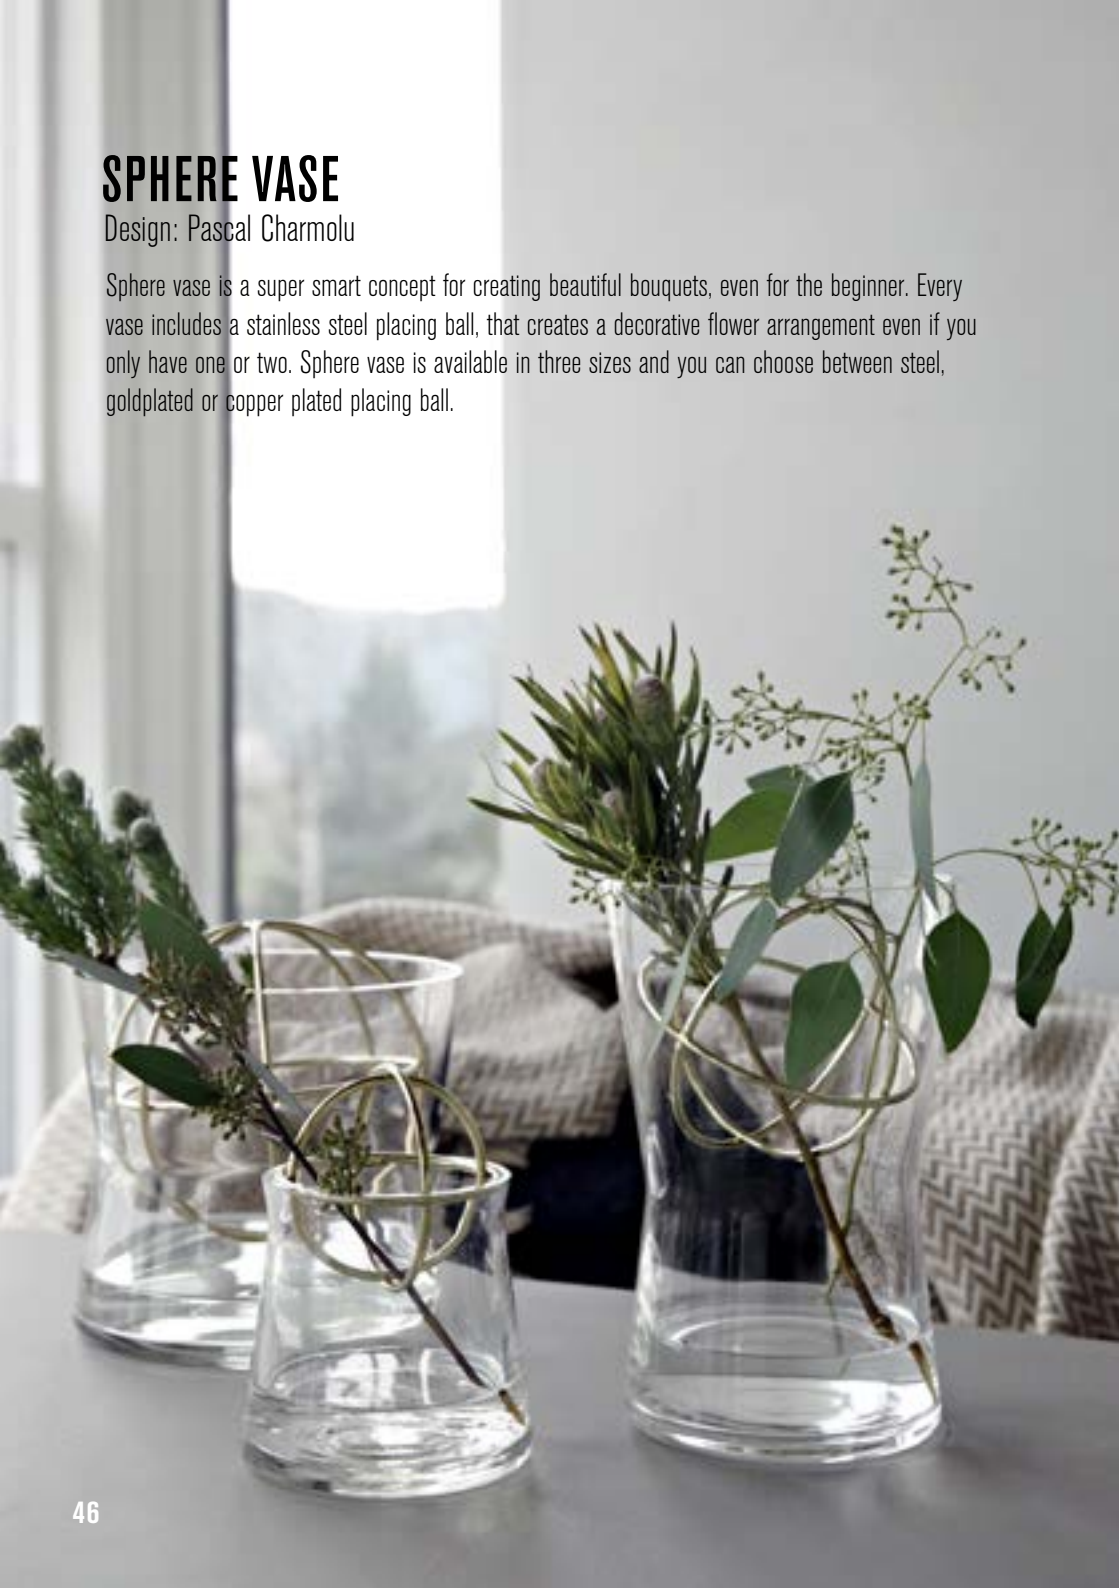 SPHERE VASE
Design: Pascal Charmolu
Sphere vase is a super smart concept for creating beautiful bouquets, even for the beginner. Every
vase includes a stainless steel placing ball, that creates a decorative flower arrangement even if you
only have one or two. Sphere vase is available in three sizes and you can choose between steel,
goldplated or copper plated placing ball.
46